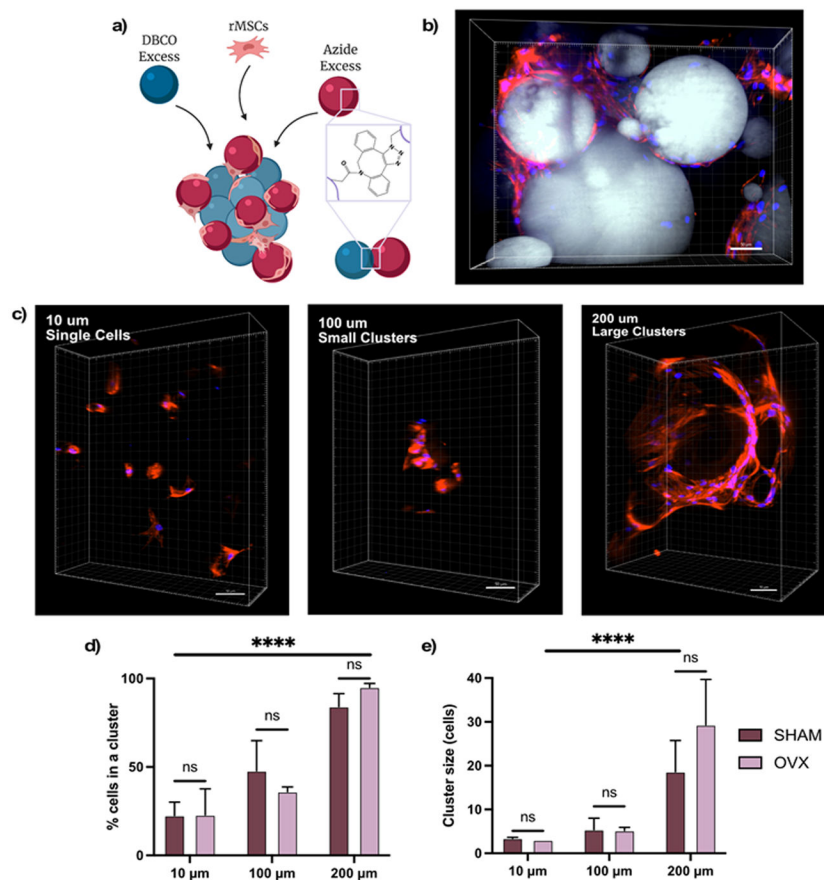 a)
DBCO
Excess
rMSCs
Azide
Excess
O
N
N
N
N
b)
c)
10 um
Single Cells
100 um
Small Clusters
200 um
Large Clusters
d)
****
ns
ns
ns
% cells in a cluster
100
50
0
10 µm
100 µm
200 µm
e)
****
ns
ns
ns
Cluster size (cells)
40
30
20
10
0
10 µm
100 µm
200 µm
SHAM
OVX